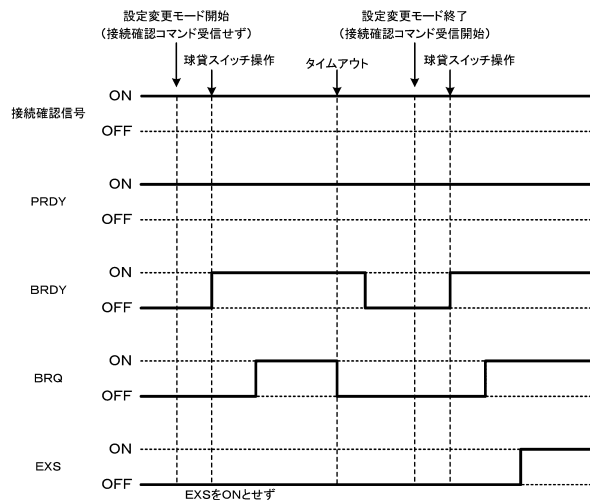 設定変更モード開始
(接続確認コマンド受信せず)
設定変更モード終了
(接続確認コマンド受信開始)
球貸スイッチ操作
タイムアウト
球貸スイッチ操作
接続確認信号
ON
OFF
PRDY
ON
OFF
BRDY
ON
OFF
BRQ
ON
OFF
EXS
ON
OFF
EXSをONとせず